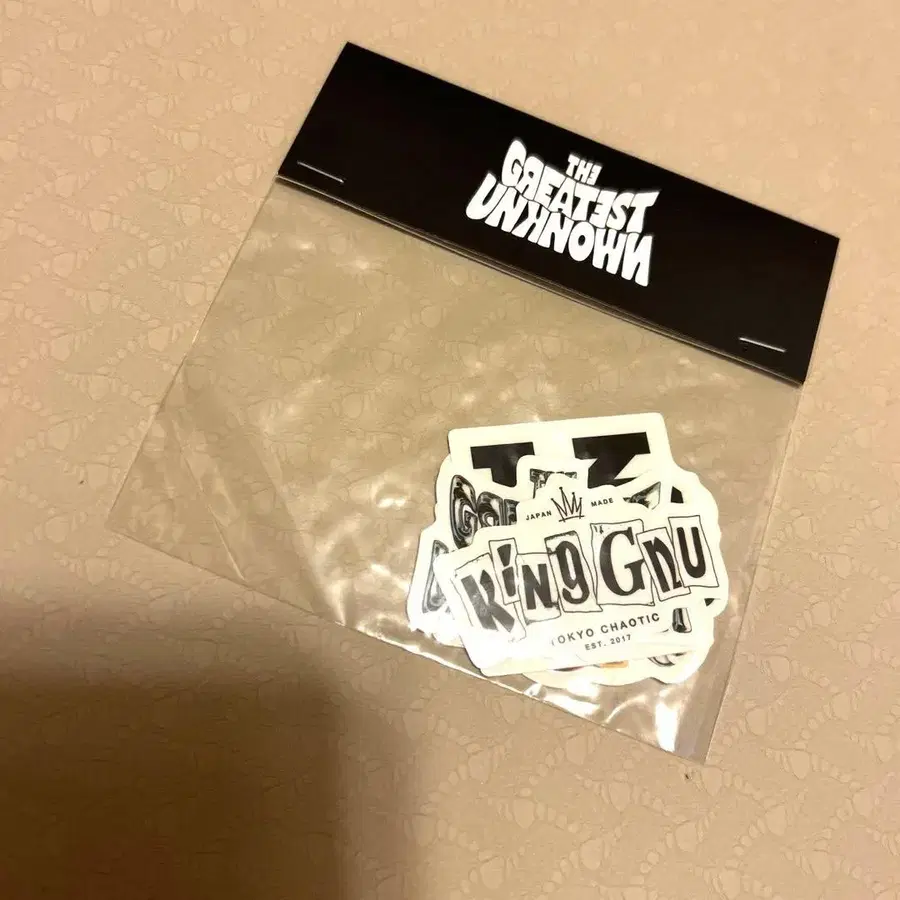 THE
GREATEST
UNKNOWN
JAPAN MADE
King Gnu
TOKYO CHAOTIC
EST. 2017